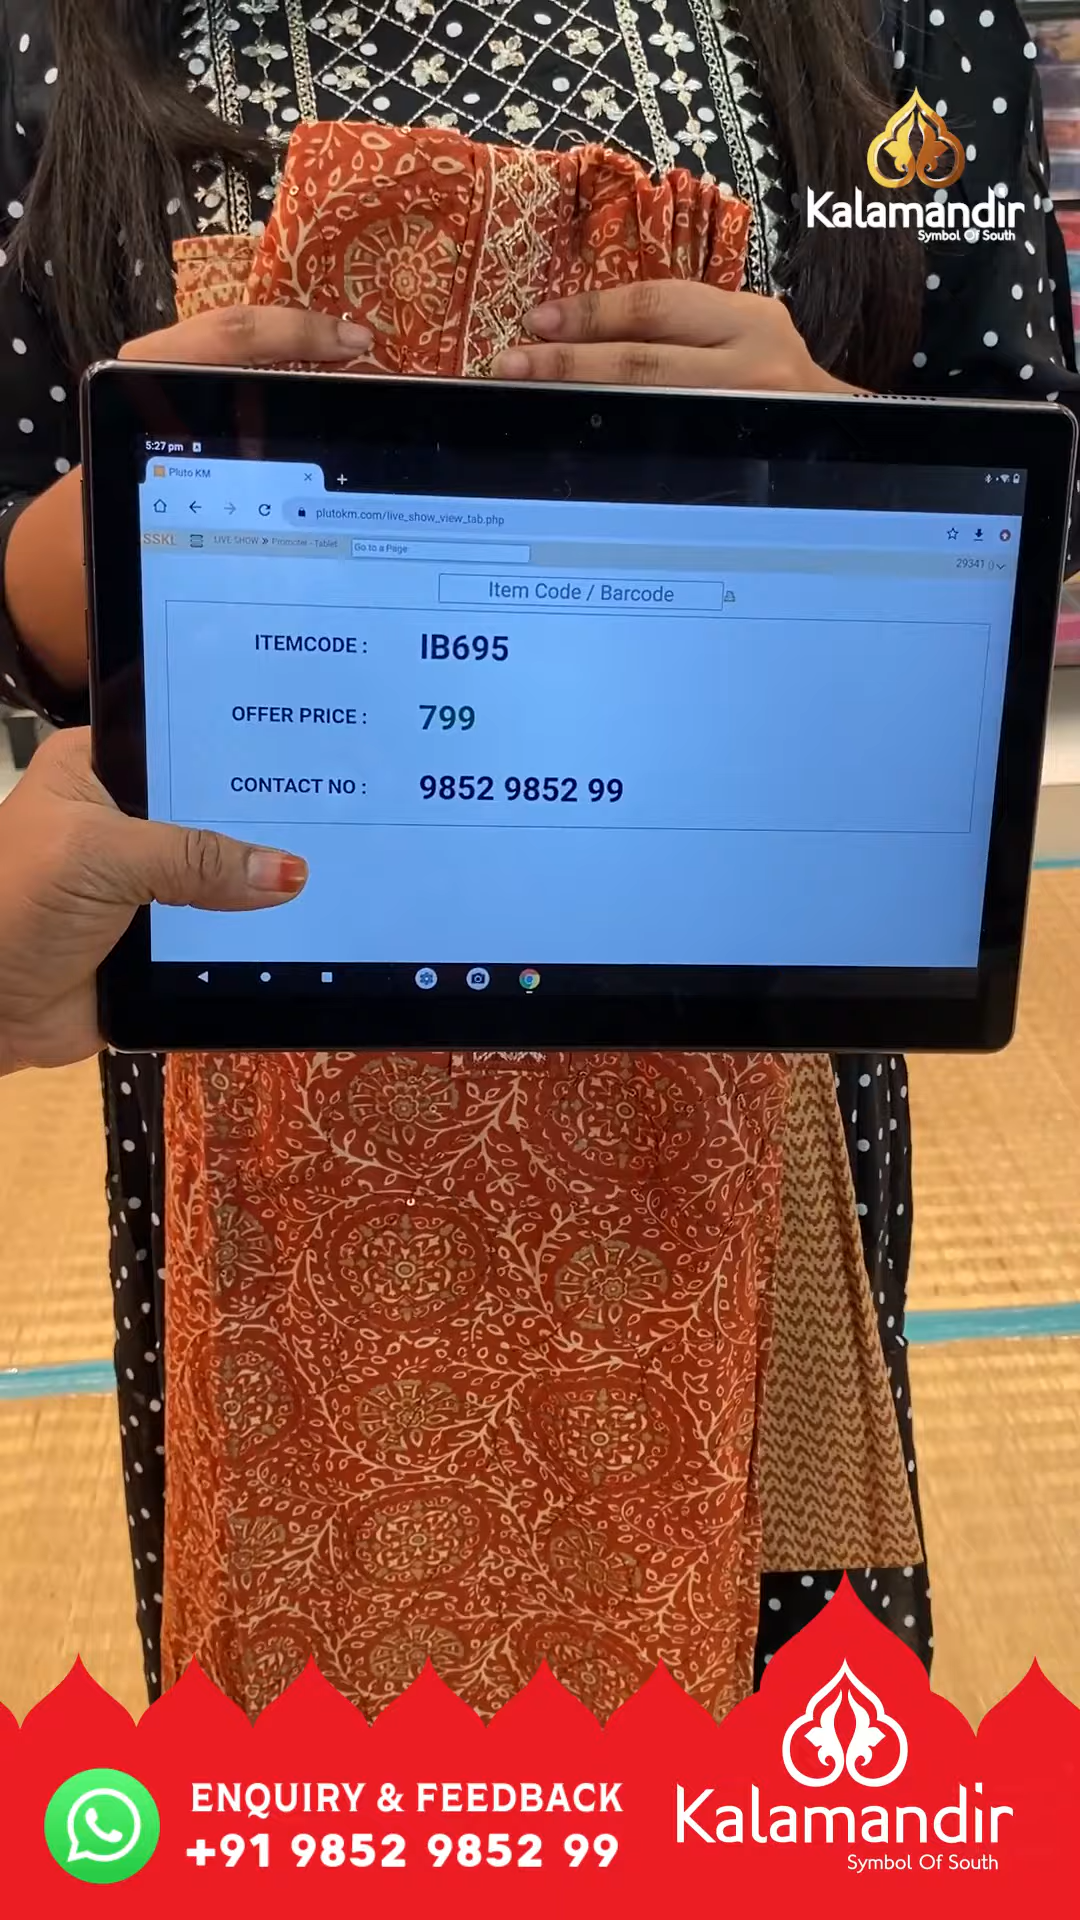 Kalamandir
Symbol Of South
5:27 pm
Pluto KM
plutokm.com/live_show_view_tab.php
SSKL
LIVE SHOW » Promoter - Tablet
Go to a Page
29341 ()
Item Code / Barcode
ITEMCODE : IB695
OFFER PRICE : 799
CONTACT NO : 9852 9852 99
ENQUIRY & FEEDBACK
+91 9852 9852 99
Kalamandir
Symbol Of South